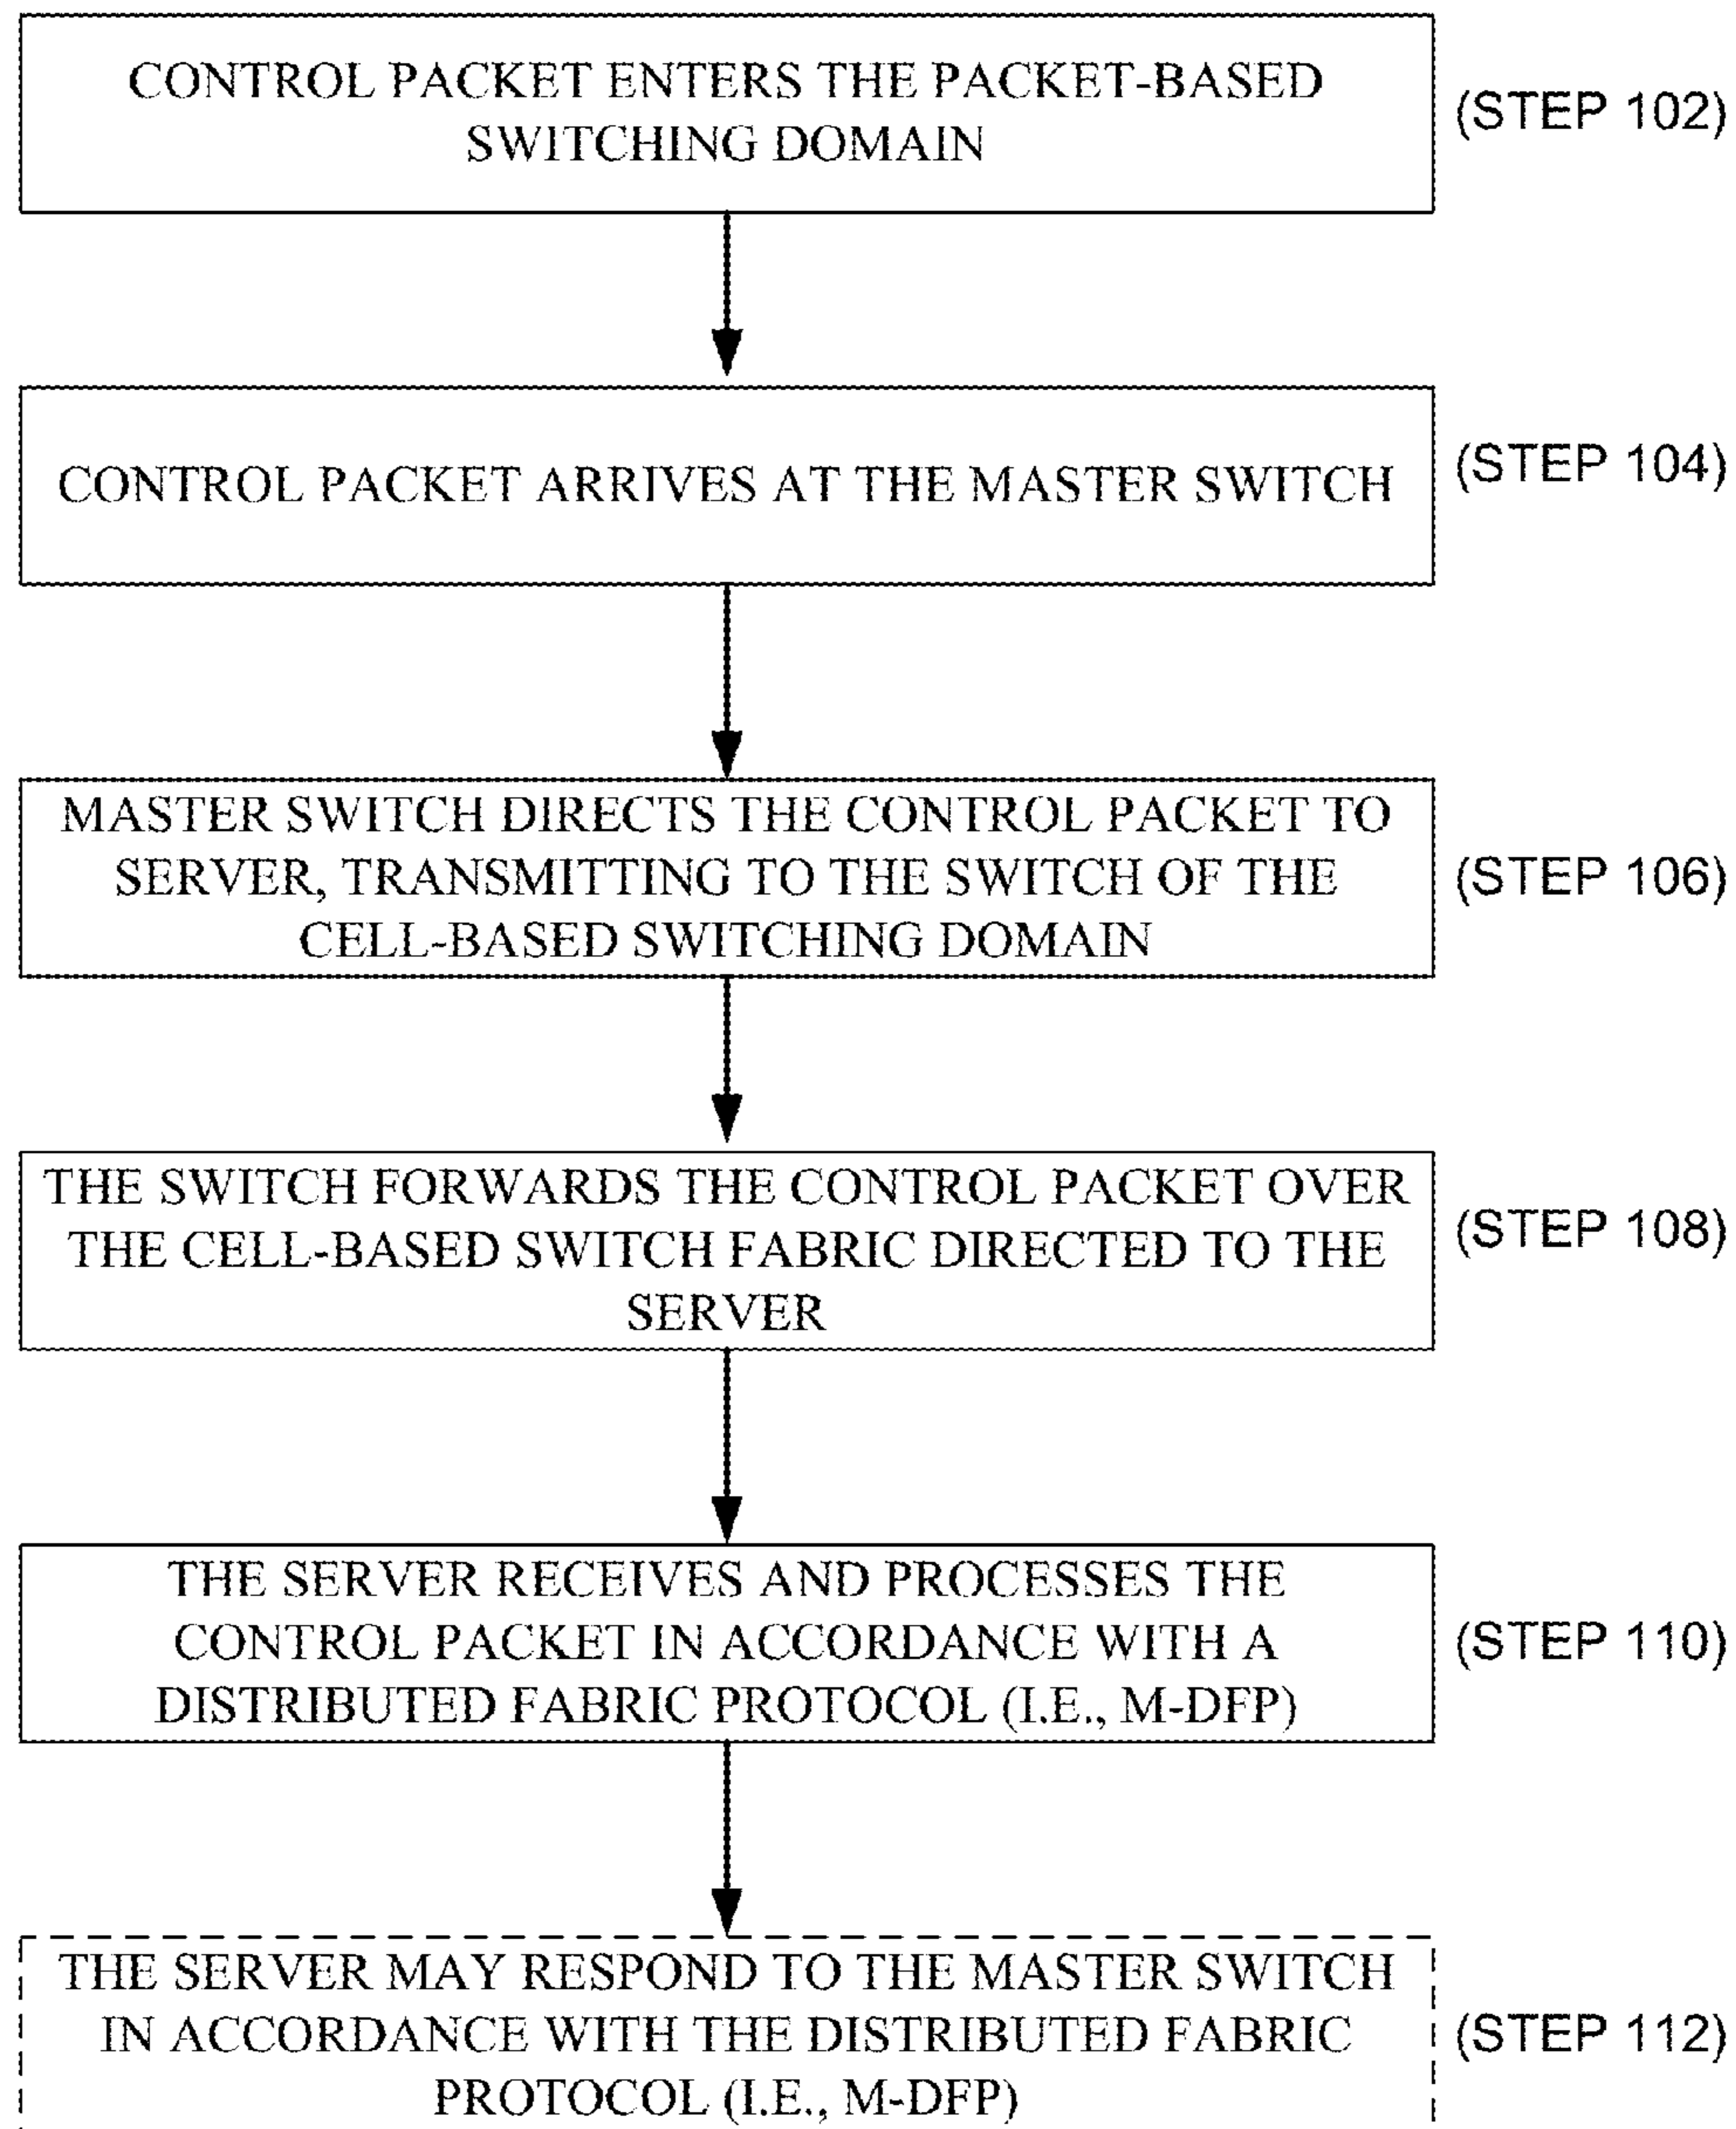 CONTROL PACKET ENTERS THE PACKET-BASED
SWITCHING DOMAIN
(STEP 102)
CONTROL PACKET ARRIVES AT THE MASTER SWITCH
(STEP 104)
MASTER SWITCH DIRECTS THE CONTROL PACKET TO
SERVER, TRANSMITTING TO THE SWITCH OF THE
CELL-BASED SWITCHING DOMAIN
(STEP 106)
THE SWITCH FORWARDS THE CONTROL PACKET OVER
THE CELL-BASED SWITCH FABRIC DIRECTED TO THE
SERVER
(STEP 108)
THE SERVER RECEIVES AND PROCESSES THE
CONTROL PACKET IN ACCORDANCE WITH A
DISTRIBUTED FABRIC PROTOCOL (I.E., M-DFP)
(STEP 110)
THE SERVER MAY RESPOND TO THE MASTER SWITCH
IN ACCORDANCE WITH THE DISTRIBUTED FABRIC
PROTOCOL (I.E., M-DFP)
(STEP 112)